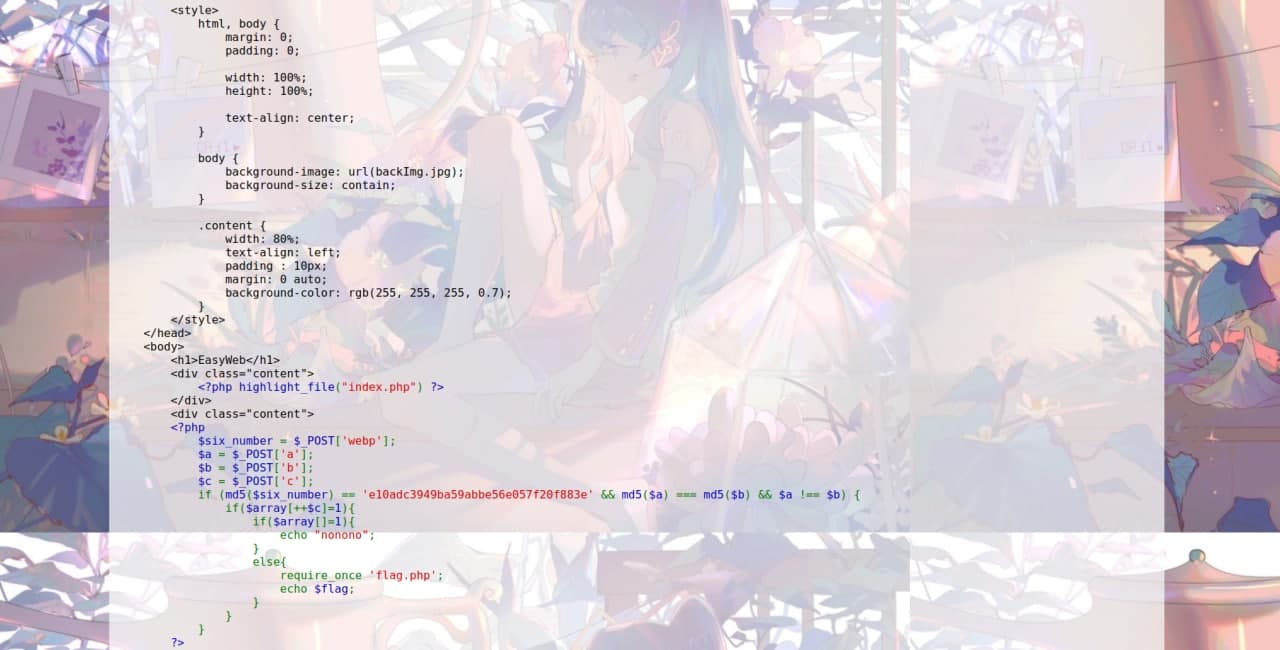 <style>
html, body {
margin: 0;
padding: 0;
width: 100%;
height: 100%;
text-align: center;
}
body {
background-image: url(backImg.jpg);
background-size: contain;
}
.content {
width: 80%;
text-align: left;
padding : 10px;
margin: 0 auto;
background-color: rgb(255, 255, 255, 0.7);
}
</style>
</head>
<body>
<h1>EasyWeb</h1>
<div class="content">
<?php highlight_file("index.php") ?>
</div>
<div class="content">
<?php
$six_number = $_POST['webp'];
$a = $_POST['a'];
$b = $_POST['b'];
$c = $_POST['c'];
if (md5($six_number) == 'e10adc3949ba59abbe56e057f20f883e' && md5($a) === md5($b) && $a !== $b) {
if($array[++$c]=1){
if($array[]=1){
echo "nonono";
}
else{
require_once 'flag.php';
echo $flag;
}
}
}
?>